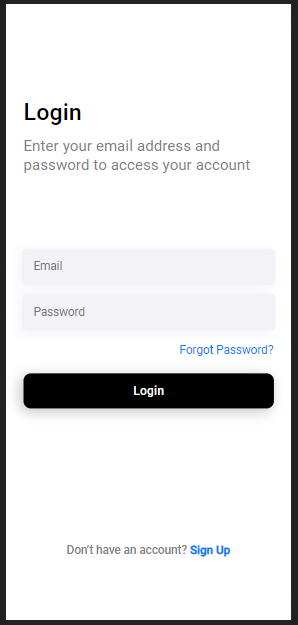 Login
Enter your email address and
password to access your account
Email
Password
Forgot Password?
Login
Don't have an account? Sign Up